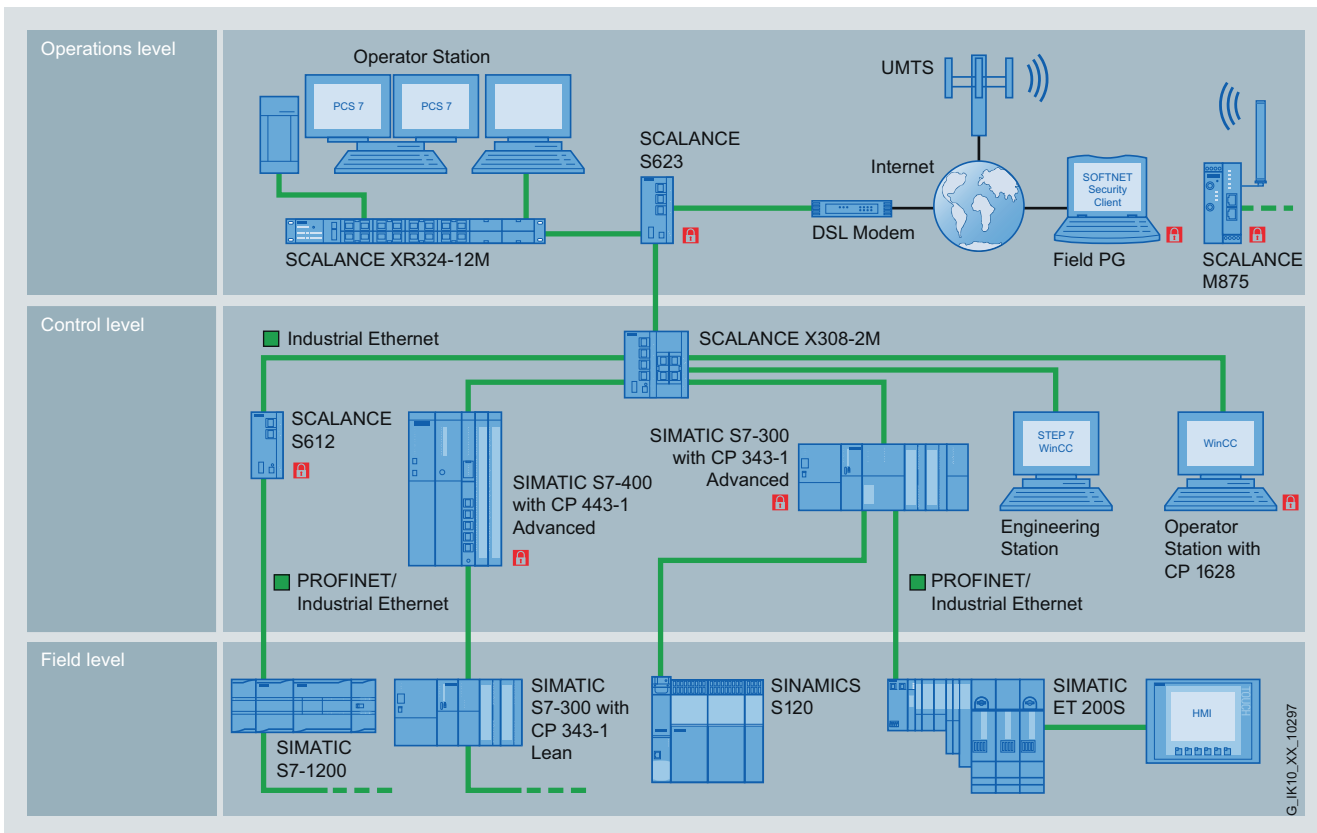 Operations level
Operator Station
PCS 7
PCS 7
SCALANCE
S623
UMTS
Internet
SOFTNET
Security
Client
DSL Modem
Field PG
SCALANCE
M875
SCALANCE XR324-12M
Control level
Industrial Ethernet
SCALANCE X308-2M
SCALANCE
S612
SIMATIC S7-400
with CP 443-1
Advanced
SIMATIC S7-300
with CP 343-1
Advanced
STEP 7
WinCC
Engineering
Station
WinCC
Operator
Station with
CP 1628
PROFINET/
Industrial Ethernet
PROFINET/
Industrial Ethernet
Field level
SIMATIC
S7-1200
SIMATIC
S7-300 with
CP 343-1
Lean
SINAMICS
S120
SIMATIC
ET 200S
HMI
G_IK10_XX_10297